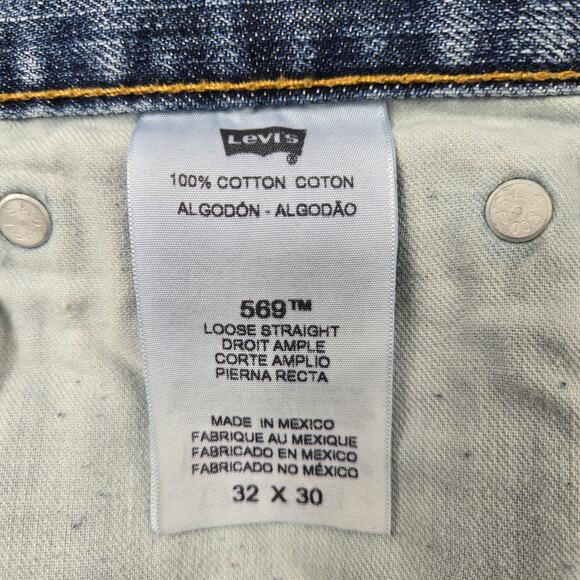 Levi's
®
100% COTTON COTON
ALGODÓN - ALGODÃO
569™
LOOSE STRAIGHT
DROIT AMPLE
CORTE AMPLIO
PIERNA RECTA
MADE IN MEXICO
FABRIQUE AU MEXIQUE
FABRICADO EN MEXICO
FABRICADO NO MÉXICO
32 X 30